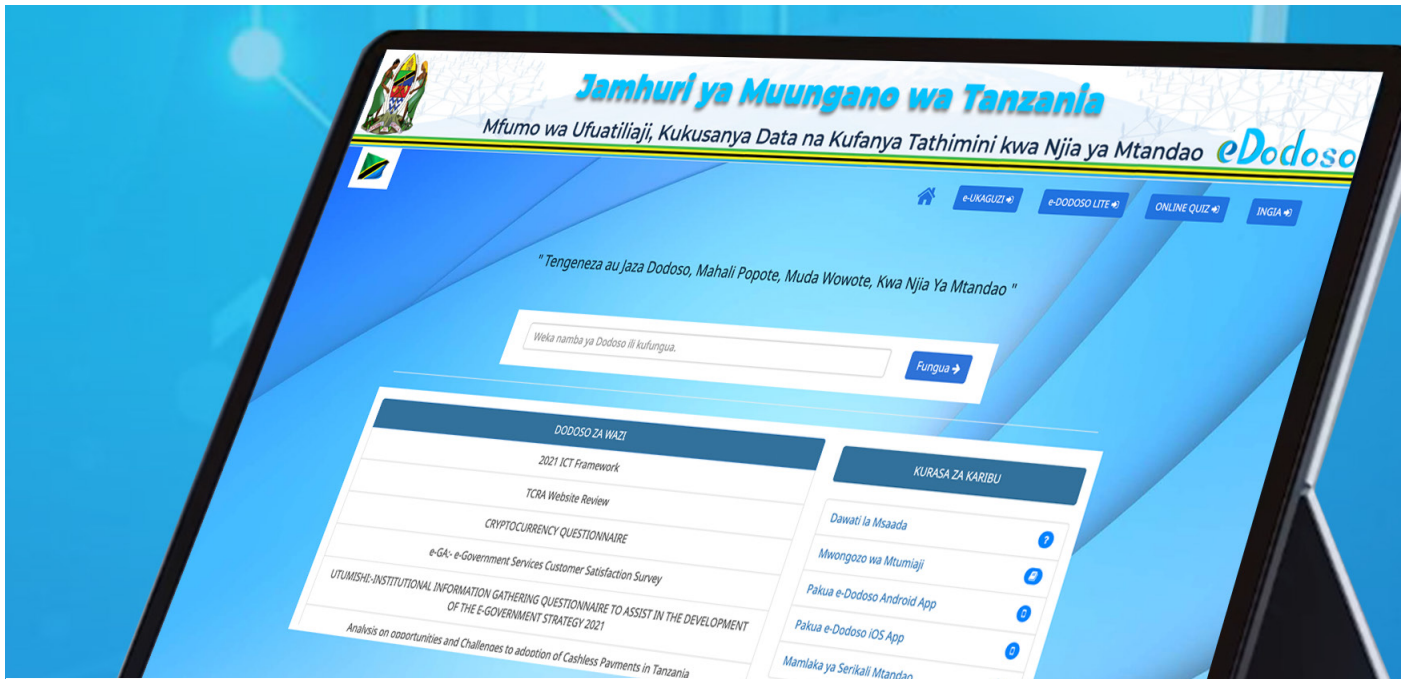 Jamhuri ya Muungano wa Tanzania
Mfumo wa Ufuatiliaji, Kukusanya Data na Kufanya Tathimini kwa Njia ya Mtandao
eDodoso
e-UKAGUZI
e-DODOSO LITE
ONLINE QUIZ
INGIA
" Tengeneza au Jaza Dodoso, Mahali Popote, Muda Wowote, Kwa Njia Ya Mtandao "
Weka namba ya Dodoso ili kufungua.
Fungua
DODOSO ZA WAZI
2021 ICT Framework
TCRA Website Review
CRYPTOCURRENCY QUESTIONNAIRE
e-GA:- e-Government Services Customer Satisfaction Survey
UTUMISHI:-INSTITUTIONAL INFORMATION GATHERING QUESTIONNAIRE TO ASSIST IN THE DEVELOPMENT
OF THE E-GOVERNMENT STRATEGY 2021
Analysis on opportunities and Challenges to adoption of Cashless Payments in Tanzania
KURASA ZA KARIBU
Dawati la Msaada
Mwongozo wa Mtumiaji
Pakua e-Dodoso Android App
Pakua e-Dodoso iOS App
Mamlaka ya Serikali Mtandao